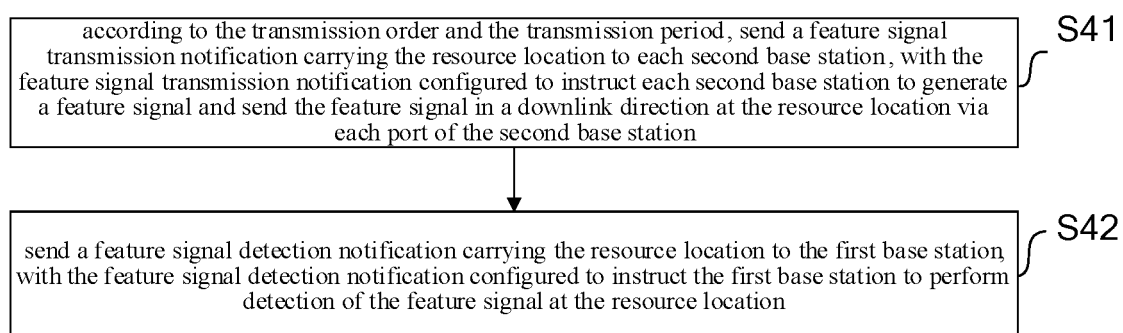 according to the transmission order and the transmission period, send a feature signal
transmission notification carrying the resource location to each second base station, with the
feature signal transmission notification configured to instruct each second base station to generate
a feature signal and send the feature signal in a downlink direction at the resource location via
each port of the second base station
S41
send a feature signal detection notification carrying the resource location to the first base station,
with the feature signal detection notification configured to instruct the first base station to perform
detection of the feature signal at the resource location
S42